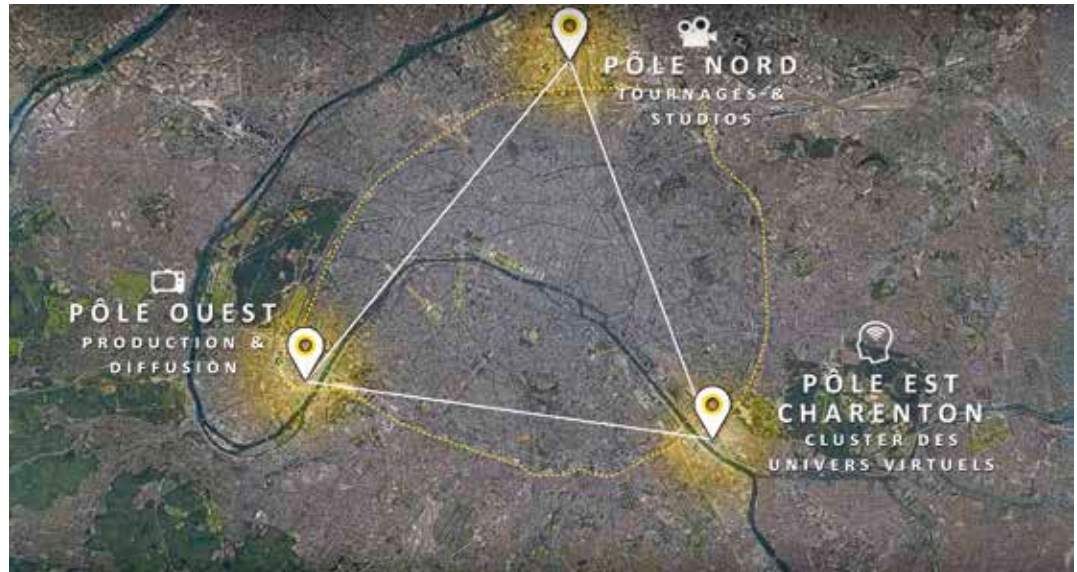 PÔLE NORD
TOURNAGES &
STUDIOS
PÔLE OUEST
PRODUCTION &
DIFFUSION
PÔLE EST
CHARENTON
CLUSTER DES
UNIVERS VIRTUELS